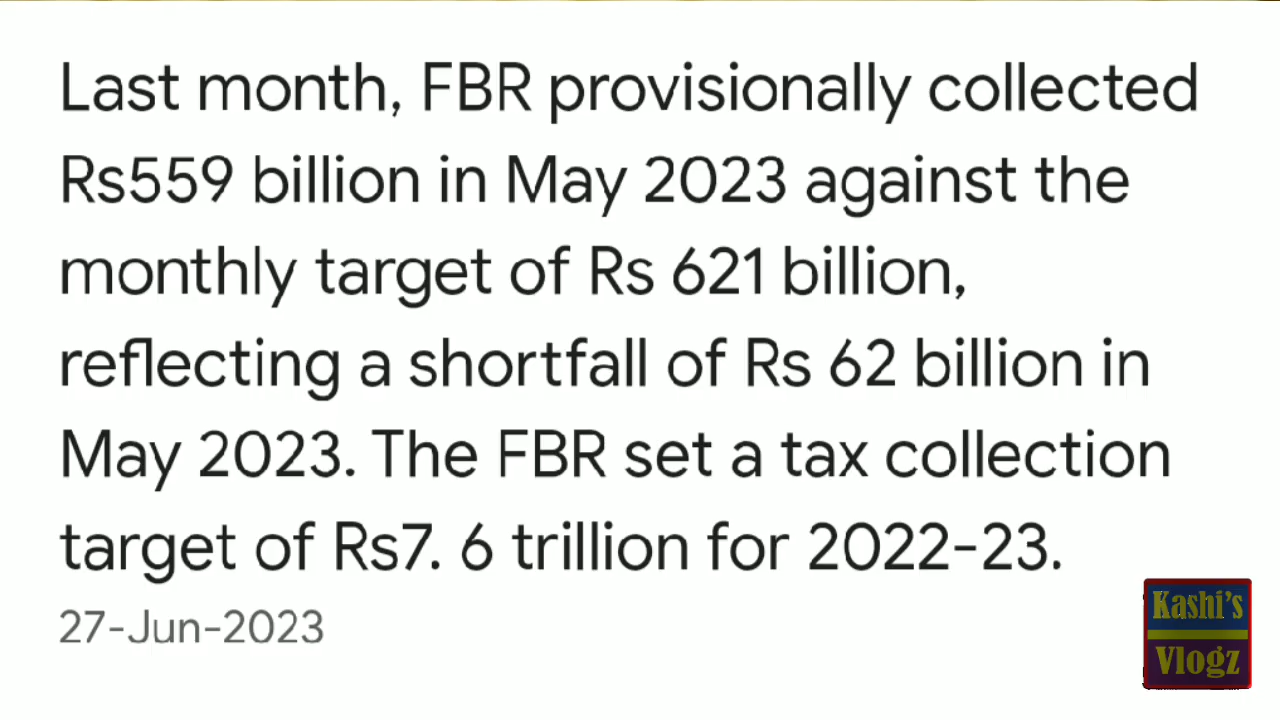 Last month, FBR provisionally collected
Rs559 billion in May 2023 against the
monthly target of Rs 621 billion,
reflecting a shortfall of Rs 62 billion in
May 2023. The FBR set a tax collection
target of Rs7. 6 trillion for 2022-23.
27-Jun-2023
Kashi's
Vlogz